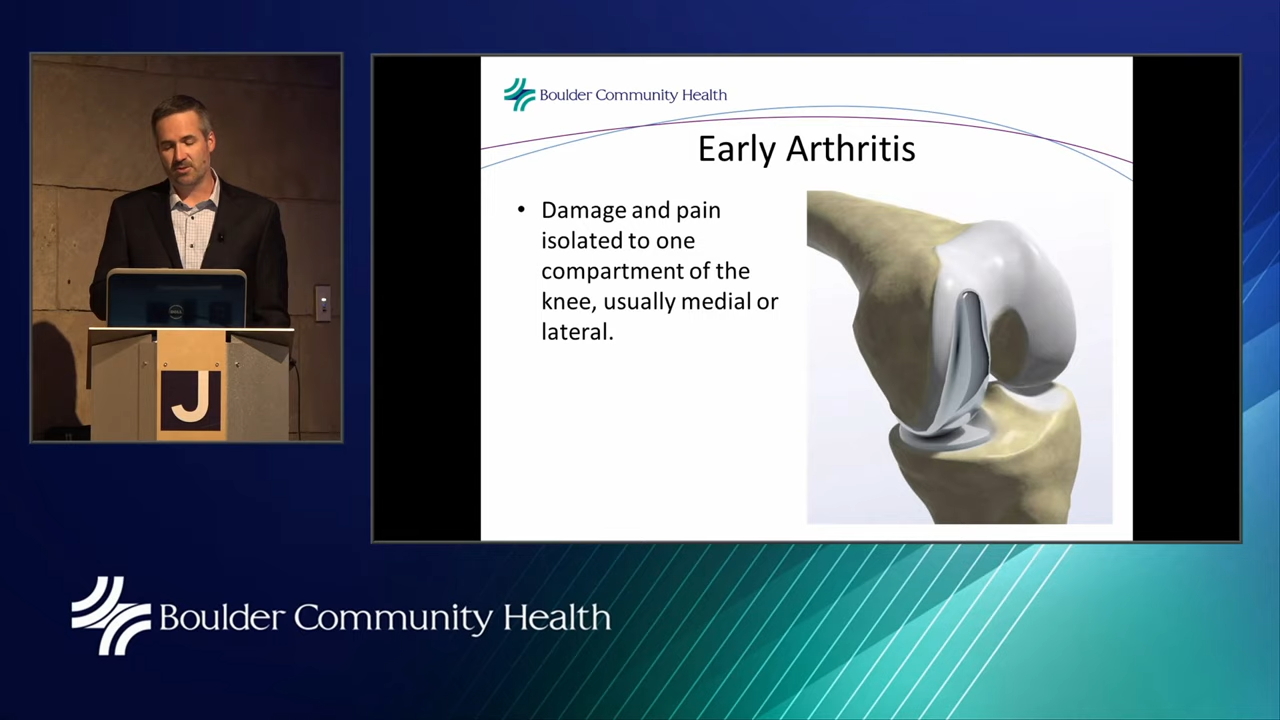 Boulder Community Health
Early Arthritis
• Damage and pain
isolated to one
compartment of the
knee, usually medial or
lateral.
DELL
J
Boulder Community Health